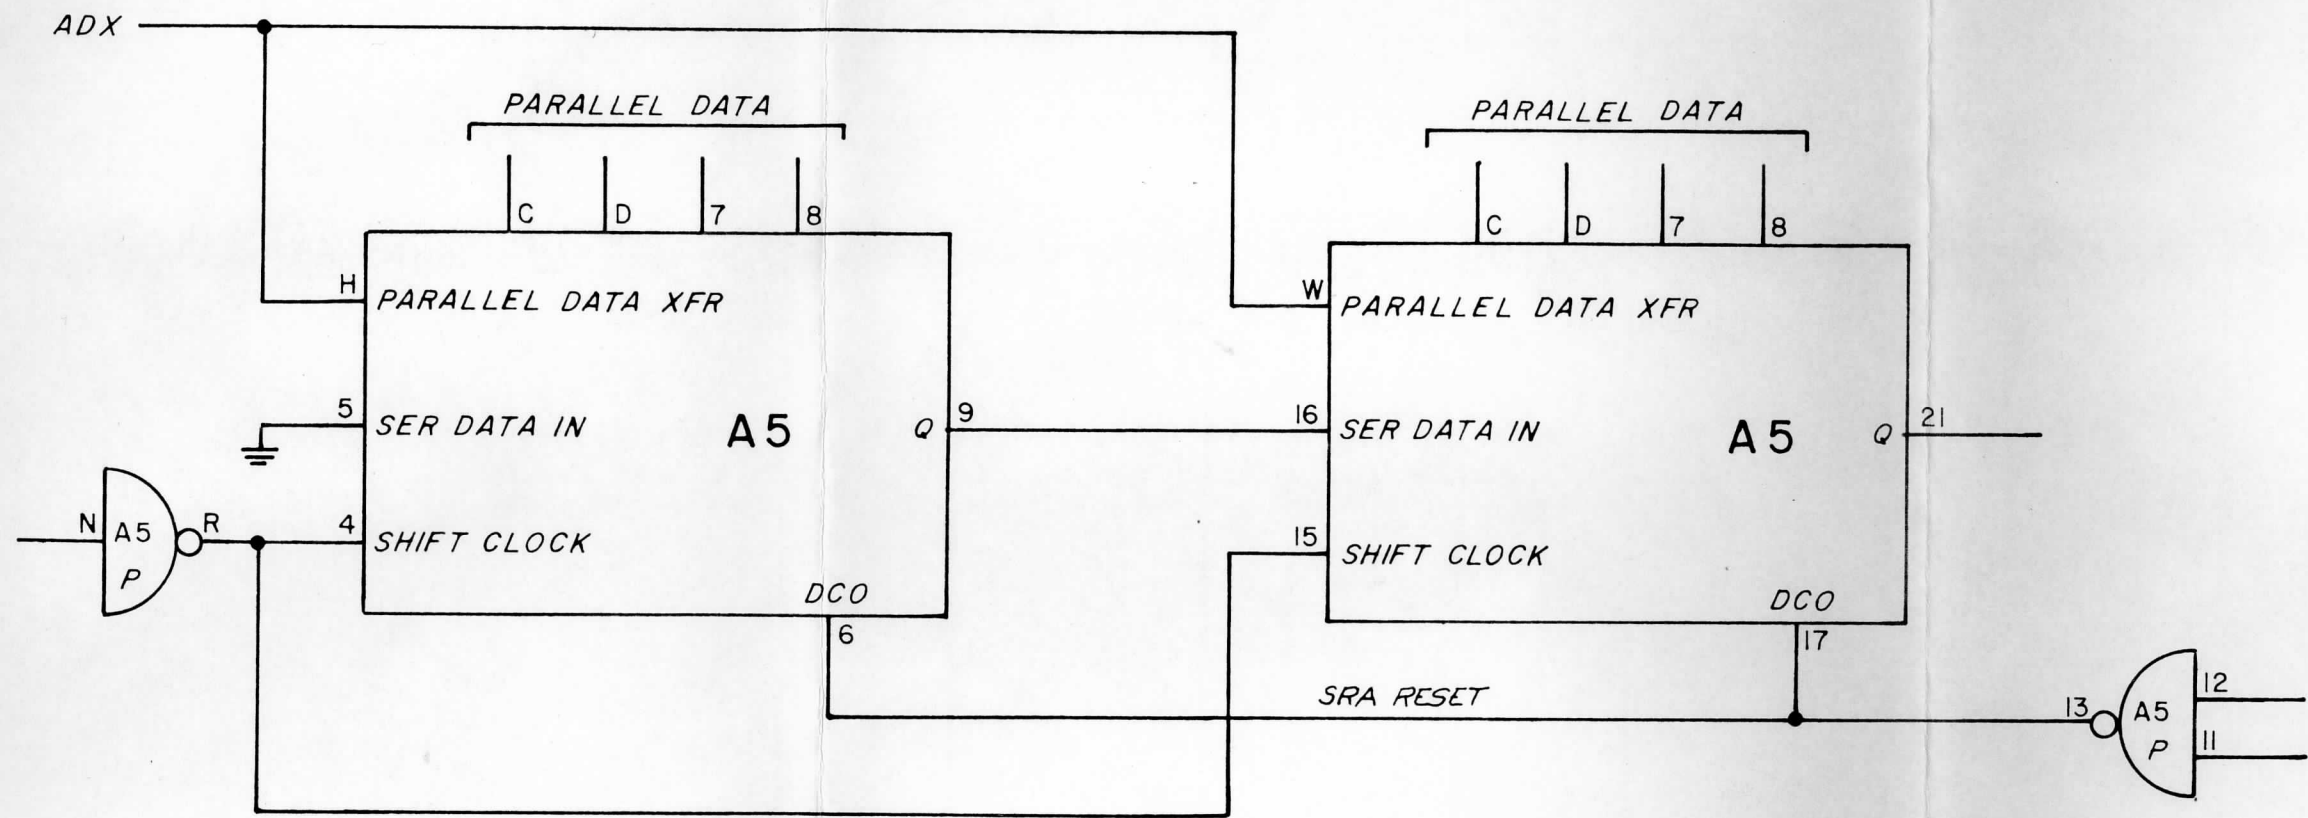 ADX
PARALLEL DATA
PARALLEL DATA
C D 7 8
C D 7 8
H
PARALLEL DATA XFR
W
PARALLEL DATA XFR
5
SER DATA IN
A5
Q
9
16
SER DATA IN
A5
Q
21
N
A5
P
R
4
SHIFT CLOCK
15
SHIFT CLOCK
DCO
6
DCO
17
SRA RESET
13
A5
P
12
11